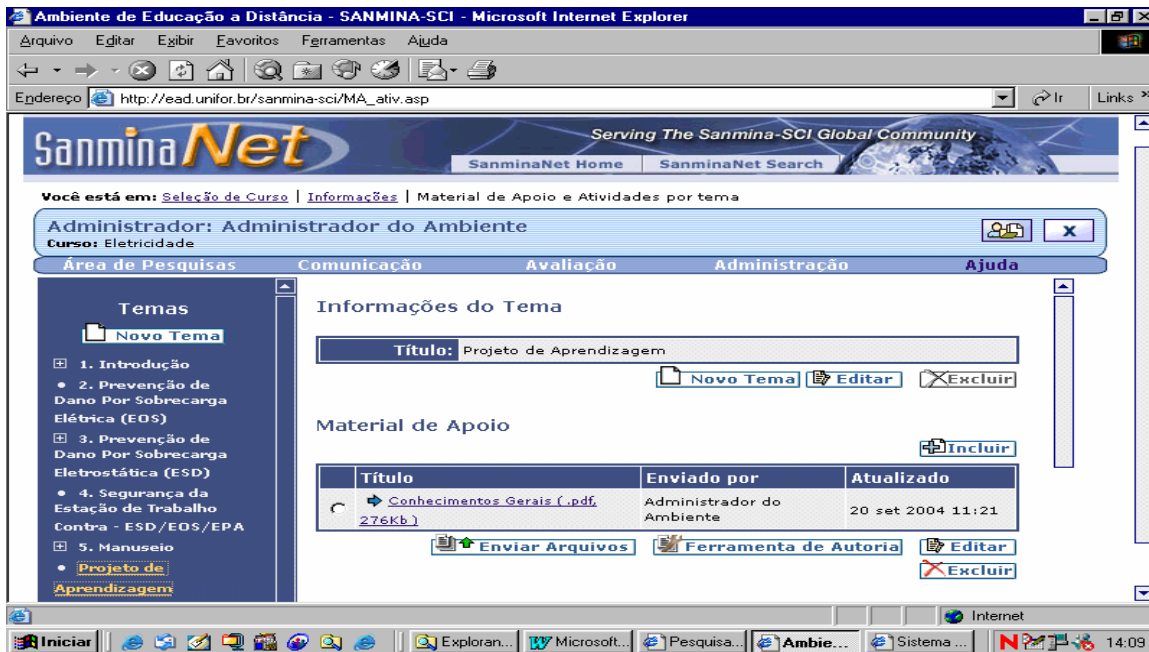 Ambiente de Educação a Distância - SANMINA-SCI - Microsoft Internet Explorer
Arquivo Editar Exibir Favoritos Ferramentas Ajuda
Endereço http://ead.unifor.br/sanmina-sci/MA_ativ.asp Ir Links »
SanminaNet
Serving The Sanmina-SCI Global Community
SanminaNet Home SanminaNet Search
Você está em: Seleção de Curso | Informações | Material de Apoio e Atividades por tema
Administrador: Administrador do Ambiente
Curso: Eletricidade
Área de Pesquisas Comunicação Avaliação Administração Ajuda
Temas
Novo Tema
1. Introdução
• 2. Prevenção de
Dano Por Sobrecarga
Elétrica (EOS)
3. Prevenção de
Dano Por Sobrecarga
Eletrostática (ESD)
• 4. Segurança da
Estação de Trabalho
Contra - ESD/EOS/EPA
5. Manuseio
• Projeto de
Aprendizagem
Informações do Tema
Título: Projeto de Aprendizagem
Novo Tema Editar Excluir
Material de Apoio
Incluir
Título Enviado por Atualizado
Conhecimentos Gerais ( .pdf,
276Kb )
Administrador do
Ambiente
20 set 2004 11:21
Enviar Arquivos Ferramenta de Autoria Editar
Excluir
Internet
Iniciar Exploran... Microsoft... Pesquisa... Ambie... Sistema ... 14:09